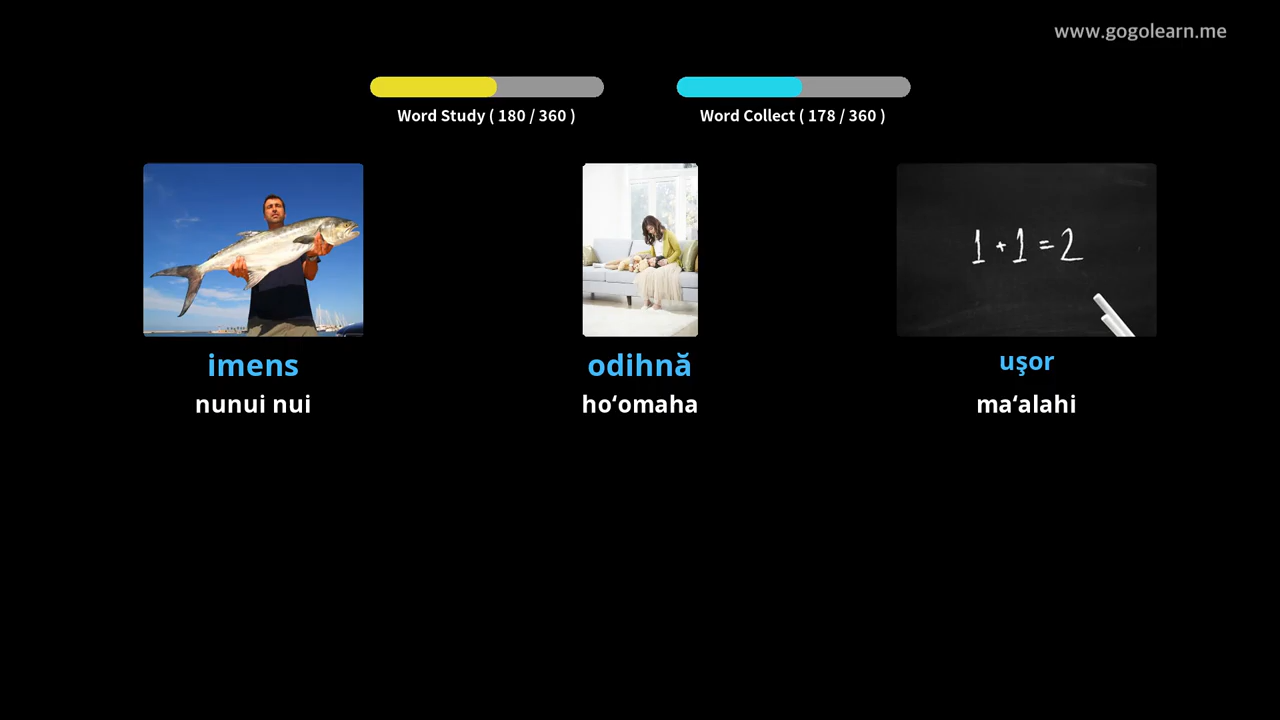 www.gogolearn.me
Word Study ( 180 / 360 )
Word Collect ( 178 / 360 )
1 + 1 = 2
imens
odihnă
uşor
nunui nui
hoʻomaha
maʻalahi